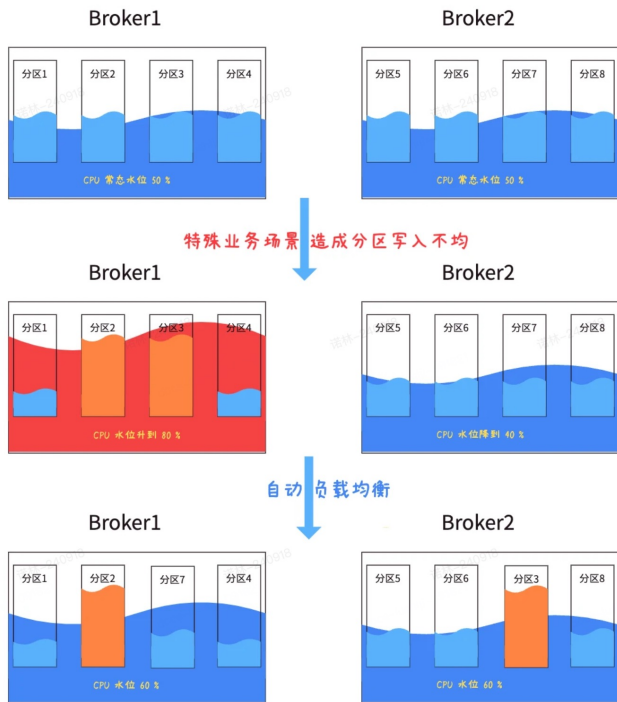 Broker1
Broker2
分区1 分区2 分区3 分区4
分区5 分区6 分区7 分区8
CPU 常态水位 50 %
CPU 常态水位 50 %
特殊业务场景 造成分区写入不均
Broker1
Broker2
分区1 分区2 分区3 分区4
分区5 分区6 分区7 分区8
CPU 水位升到 80 %
CPU 水位降到 40 %
自动 负载均衡
Broker1
Broker2
分区1 分区2 分区7 分区4
分区5 分区6 分区3 分区8
CPU 水位 60 %
CPU 水位 60 %